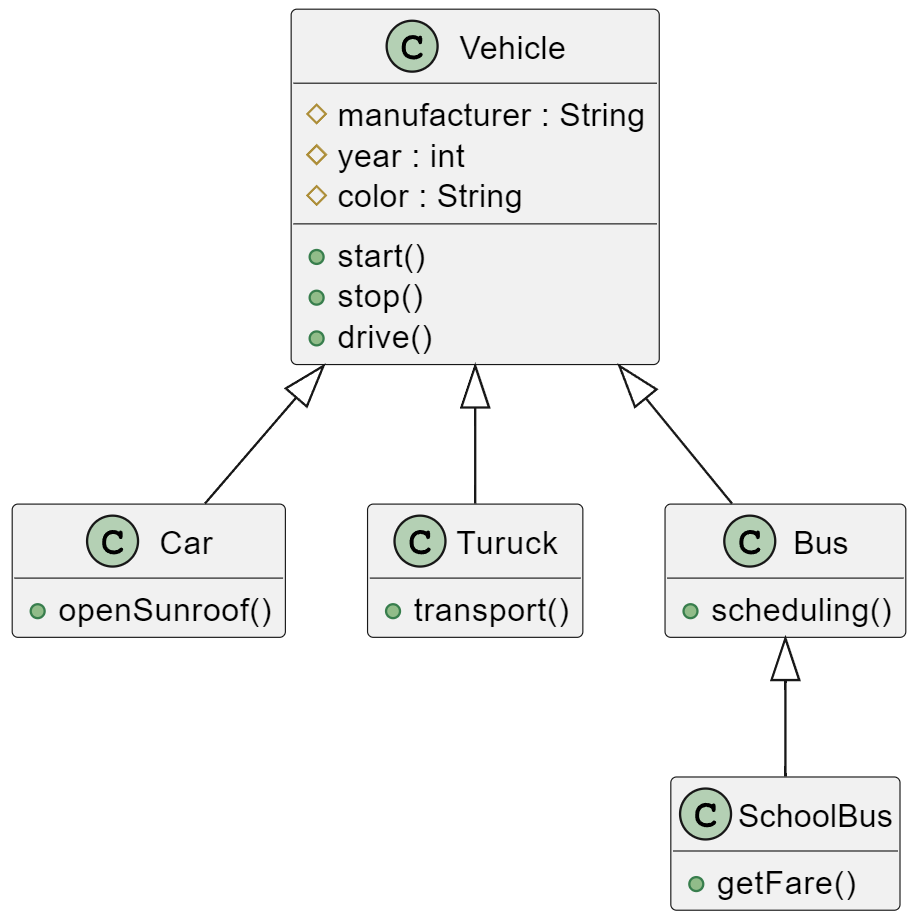 C Vehicle
manufacturer : String
year : int
color : String
start()
stop()
drive()
C Car
openSunroof()
C Turuck
transport()
C Bus
scheduling()
C SchoolBus
getFare()